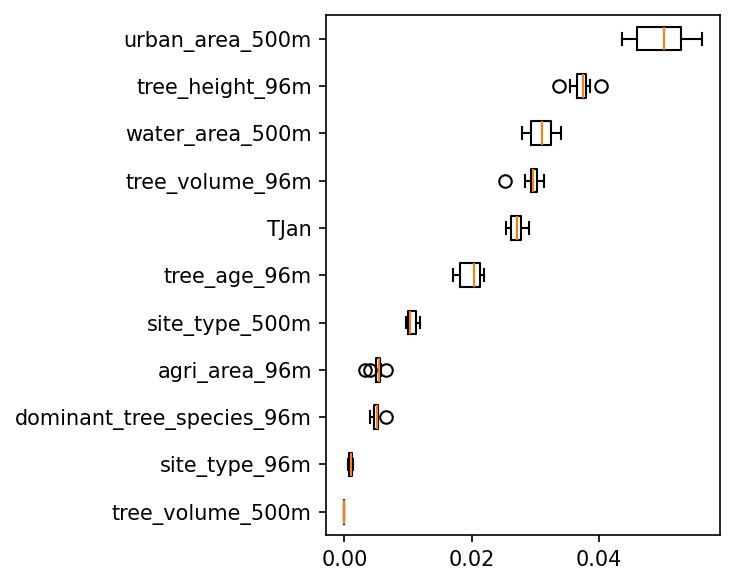 urban_area_500m
tree_height_96m
water_area_500m
tree_volume_96m
TJan
tree_age_96m
site_type_500m
agri_area_96m
dominant_tree_species_96m
site_type_96m
tree_volume_500m
0.00 0.02 0.04